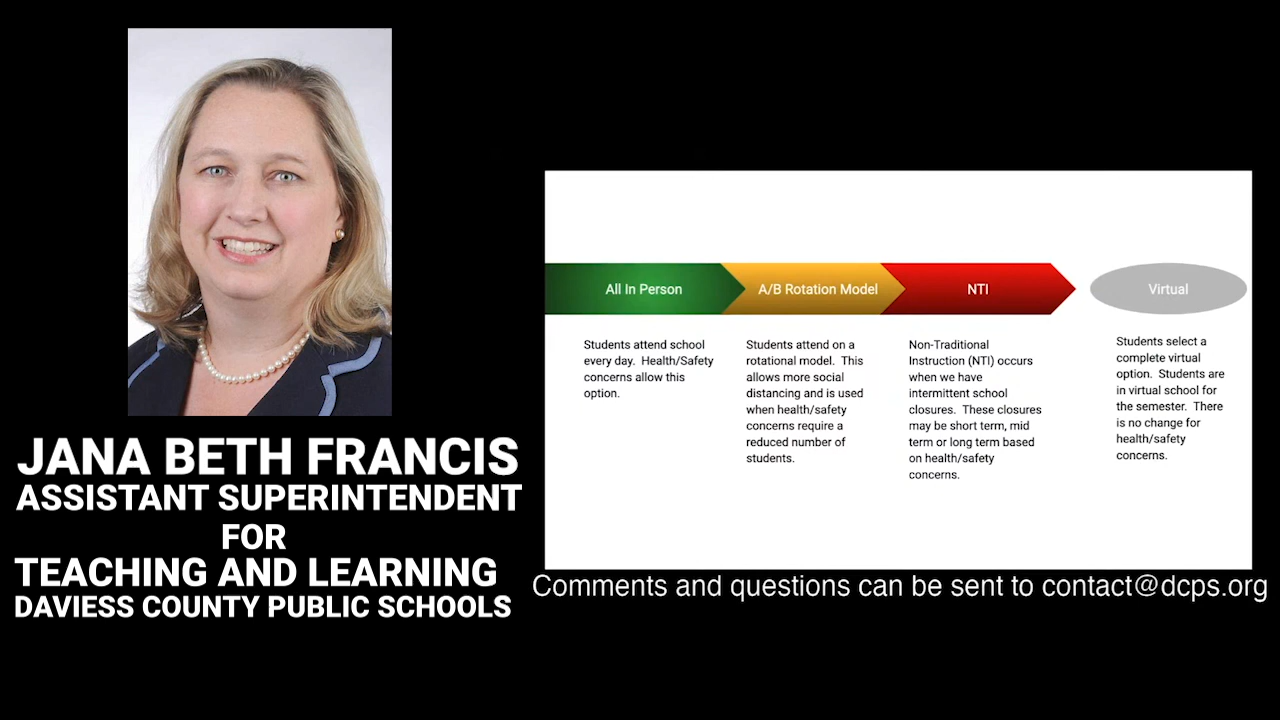 JANA BETH FRANCIS
ASSISTANT SUPERINTENDENT
FOR
TEACHING AND LEARNING
DAVIESS COUNTY PUBLIC SCHOOLS
All In Person
Students attend school
every day. Health/Safety
concerns allow this
option.
A/B Rotation Model
Students attend on a
rotational model. This
allows more social
distancing and is used
when health/safety
concerns require a
reduced number of
students.
NTI
Non-Traditional
Instruction (NTI) occurs
when we have
intermittent school
closures. These closures
may be short term, mid
term or long term based
on health/safety
concerns.
Virtual
Students select a
complete virtual
option. Students are
in virtual school for
the semester. There
is no change for
health/safety
concerns.
Comments and questions can be sent to contact@dcps.org